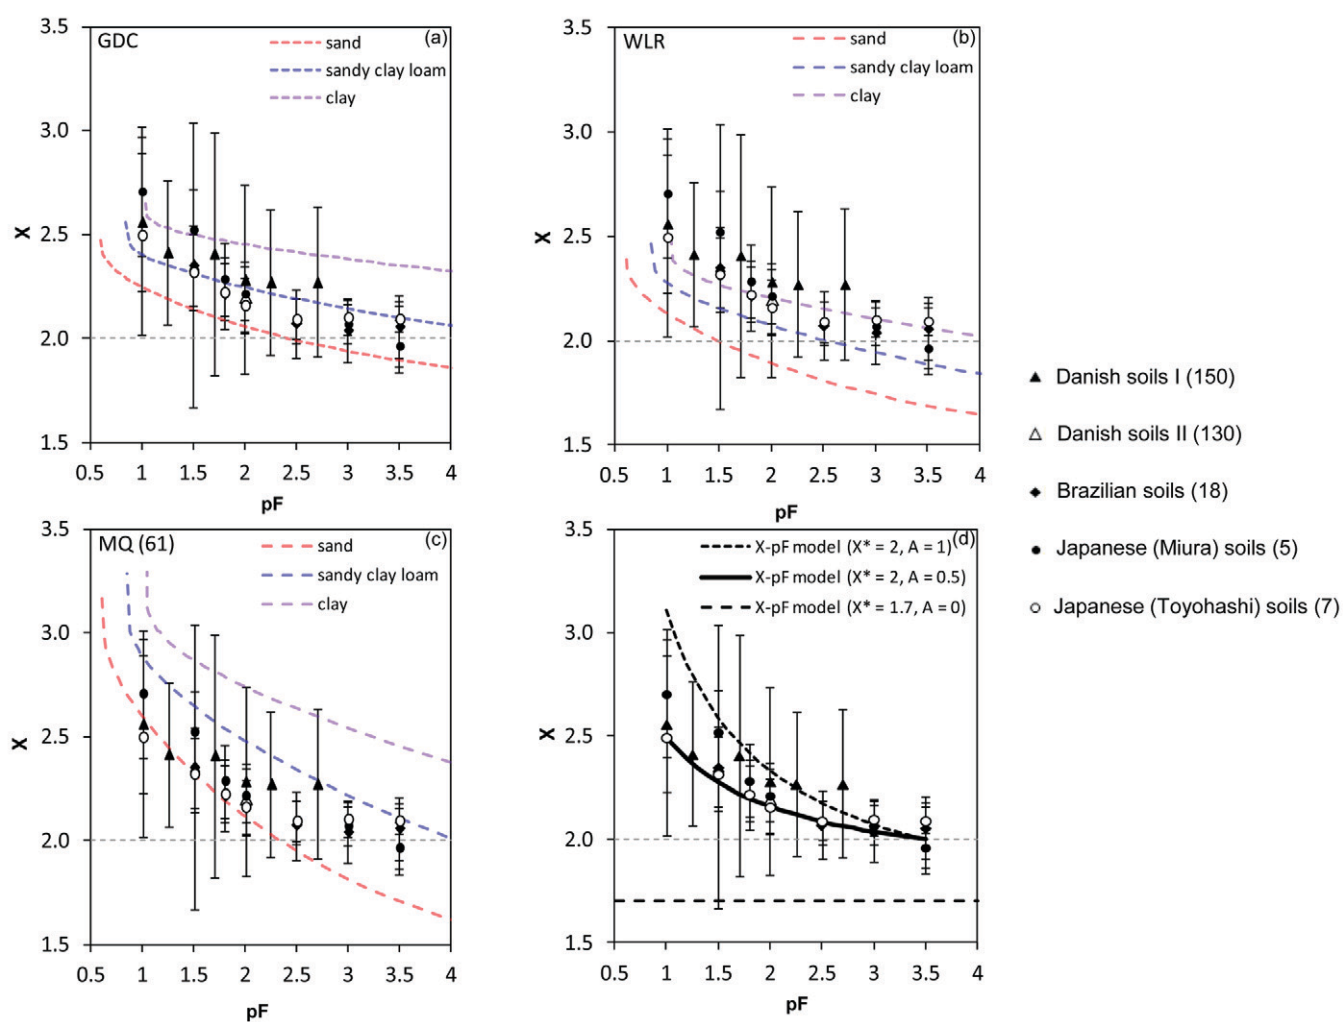 GDC
(a)
sand
sandy clay loam
clay
3.5
3.0
2.5
2.0
1.5
X
0.5 1 1.5 2 2.5 3 3.5 4
pF
WLR
(b)
sand
sandy clay loam
clay
3.5
3.0
2.5
2.0
1.5
X
0.5 1 1.5 2 2.5 3 3.5 4
pF
MQ (61)
(c)
sand
sandy clay loam
clay
3.5
3.0
2.5
2.0
1.5
X
0.5 1 1.5 2 2.5 3 3.5 4
pF
(d)
X-pF model (X* = 2, A = 1)
X-pF model (X* = 2, A = 0.5)
X-pF model (X* = 1.7, A = 0)
3.5
3.0
2.5
2.0
1.5
0.5 1 1.5 2 2.5 3 3.5 4
pF
Danish soils I (150)
Danish soils II (130)
Brazilian soils (18)
Japanese (Miura) soils (5)
Japanese (Toyohashi) soils (7)